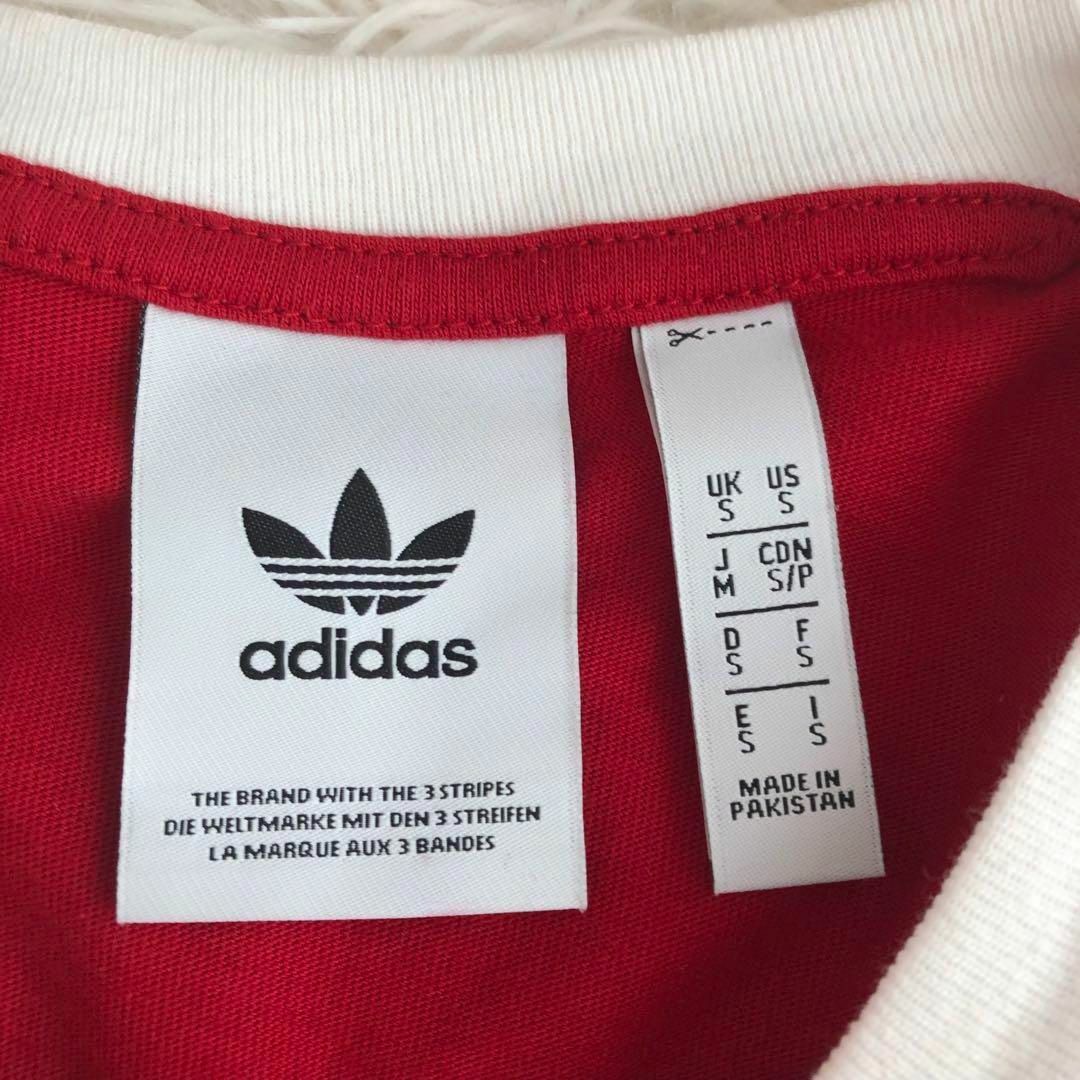 adidas
THE BRAND WITH THE 3 STRIPES
DIE WELTMARKE MIT DEN 3 STREIFEN
LA MARQUE AUX 3 BANDES
UK US
S S
J CDN
M S/P
D F
S S
E I
S S
MADE IN
PAKISTAN